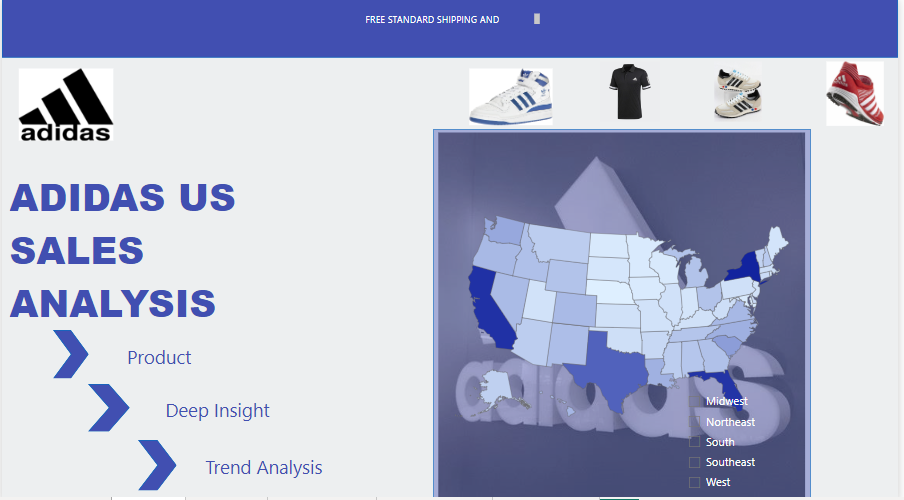 FREE STANDARD SHIPPING AND
adidas
ADIDAS US
SALES
ANALYSIS
Product
Deep Insight
Trend Analysis
adidas
Midwest
Northeast
South
Southeast
West